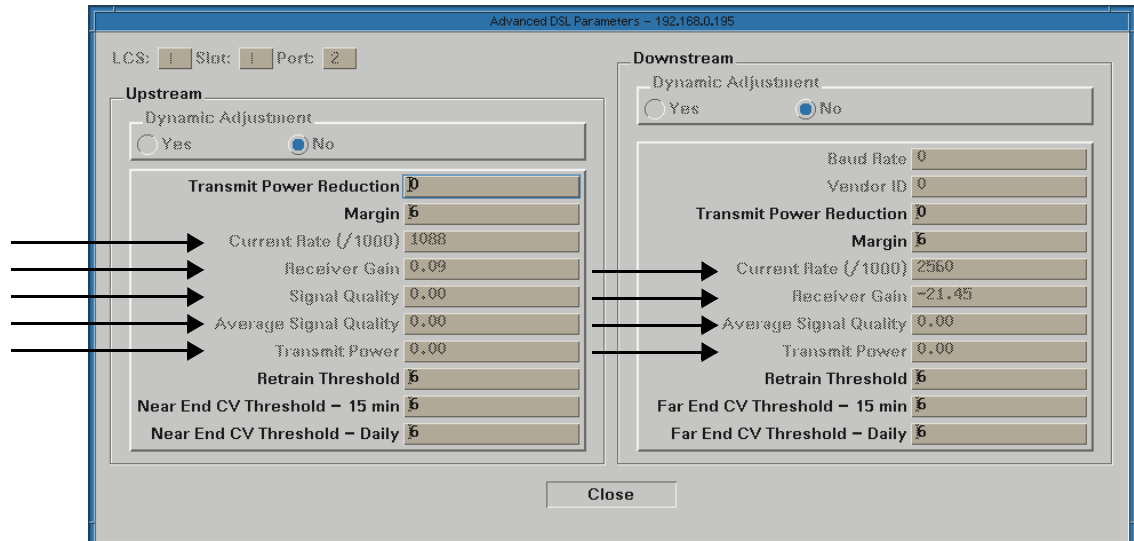 Advanced DSL Parameters - 192.168.0.195
LCS: 1 Slot: 1 Port: 2
Upstream
Dynamic Adjustment
Yes No
Transmit Power Reduction 0
Margin 6
Current Rate (/1000) 1088
Receiver Gain 0.09
Signal Quality 0.00
Average Signal Quality 0.00
Transmit Power 0.00
Retrain Threshold 6
Near End CV Threshold - 15 min 6
Near End CV Threshold - Daily 6
Downstream
Dynamic Adjustment
Yes No
Baud Rate 0
Vendor ID 0
Transmit Power Reduction 0
Margin 6
Current Rate (/1000) 2560
Receiver Gain -21.45
Average Signal Quality 0.00
Transmit Power 0.00
Retrain Threshold 6
Far End CV Threshold - 15 min 6
Far End CV Threshold - Daily 6
Close